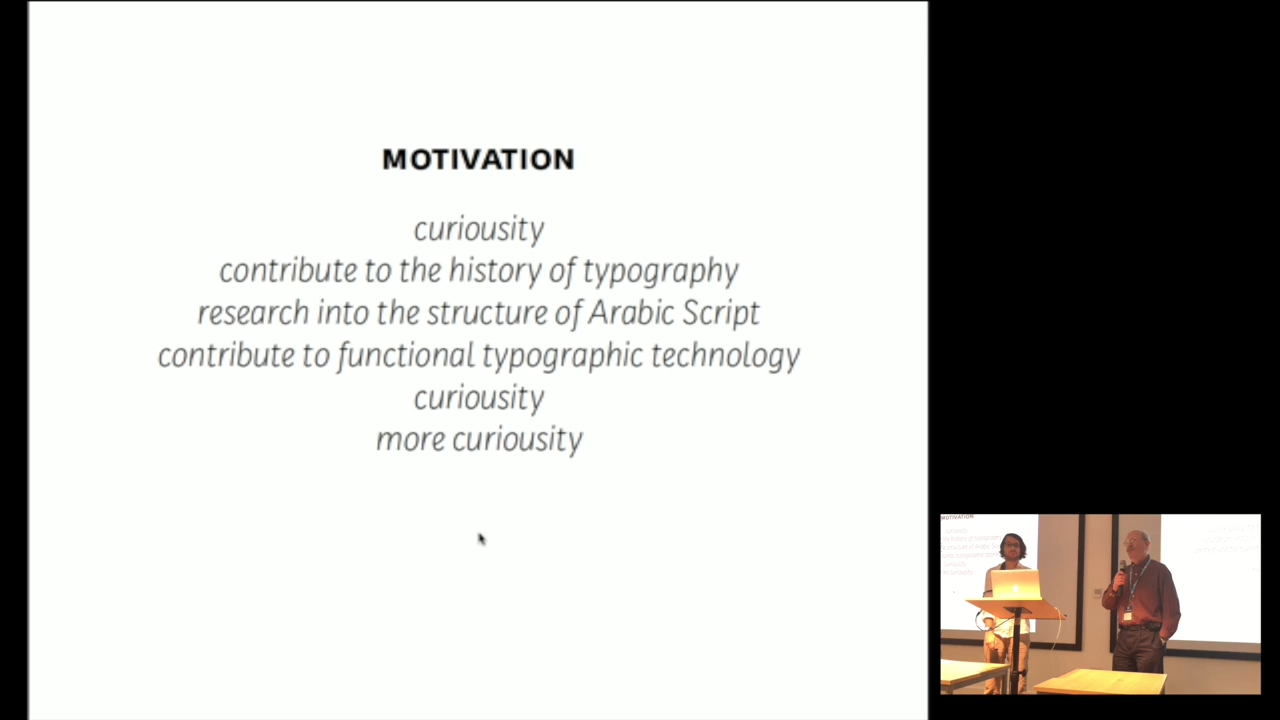 MOTIVATION
curiousity
contribute to the history of typography
research into the structure of Arabic Script
contribute to functional typographic technology
curiousity
more curiousity
MOTIVATION